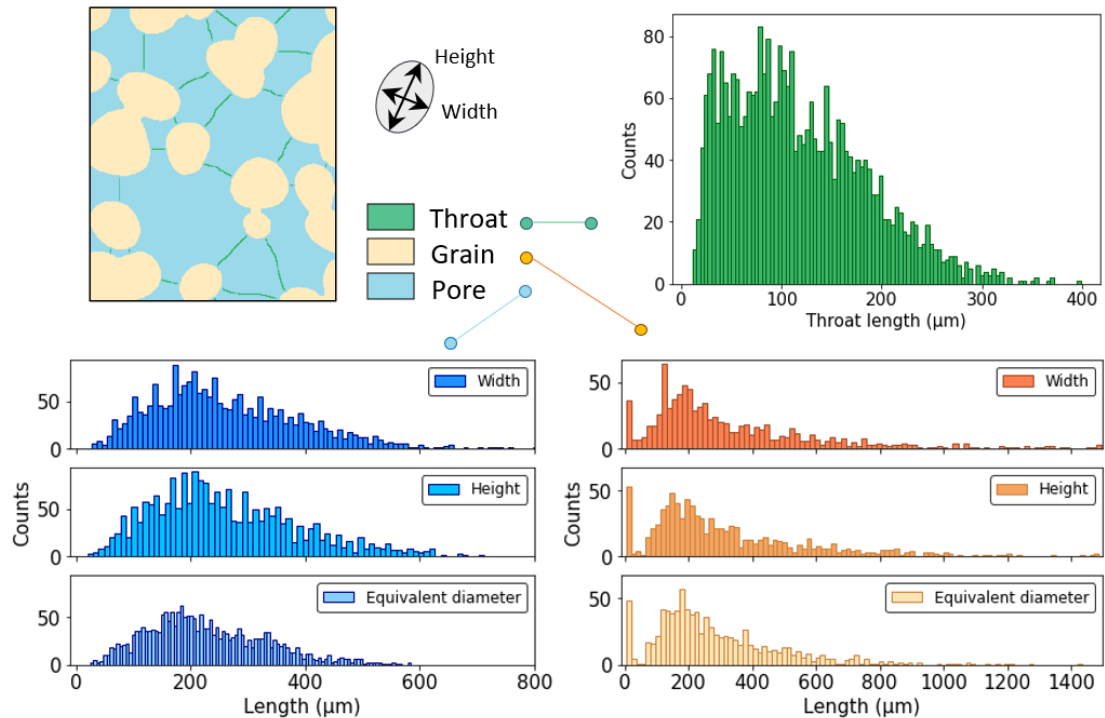 Height
Width
Throat
Grain
Pore
80
60
40
20
0
Counts
0 100 200 300 400
Throat length (μm)
Width
50
0
Height
50
0
Counts
Equivalent diameter
50
0
0 200 400 600 800
Length (μm)
Width
50
0
Height
50
0
Counts
Equivalent diameter
50
0
0 200 400 600 800 1000 1200 1400
Length (μm)